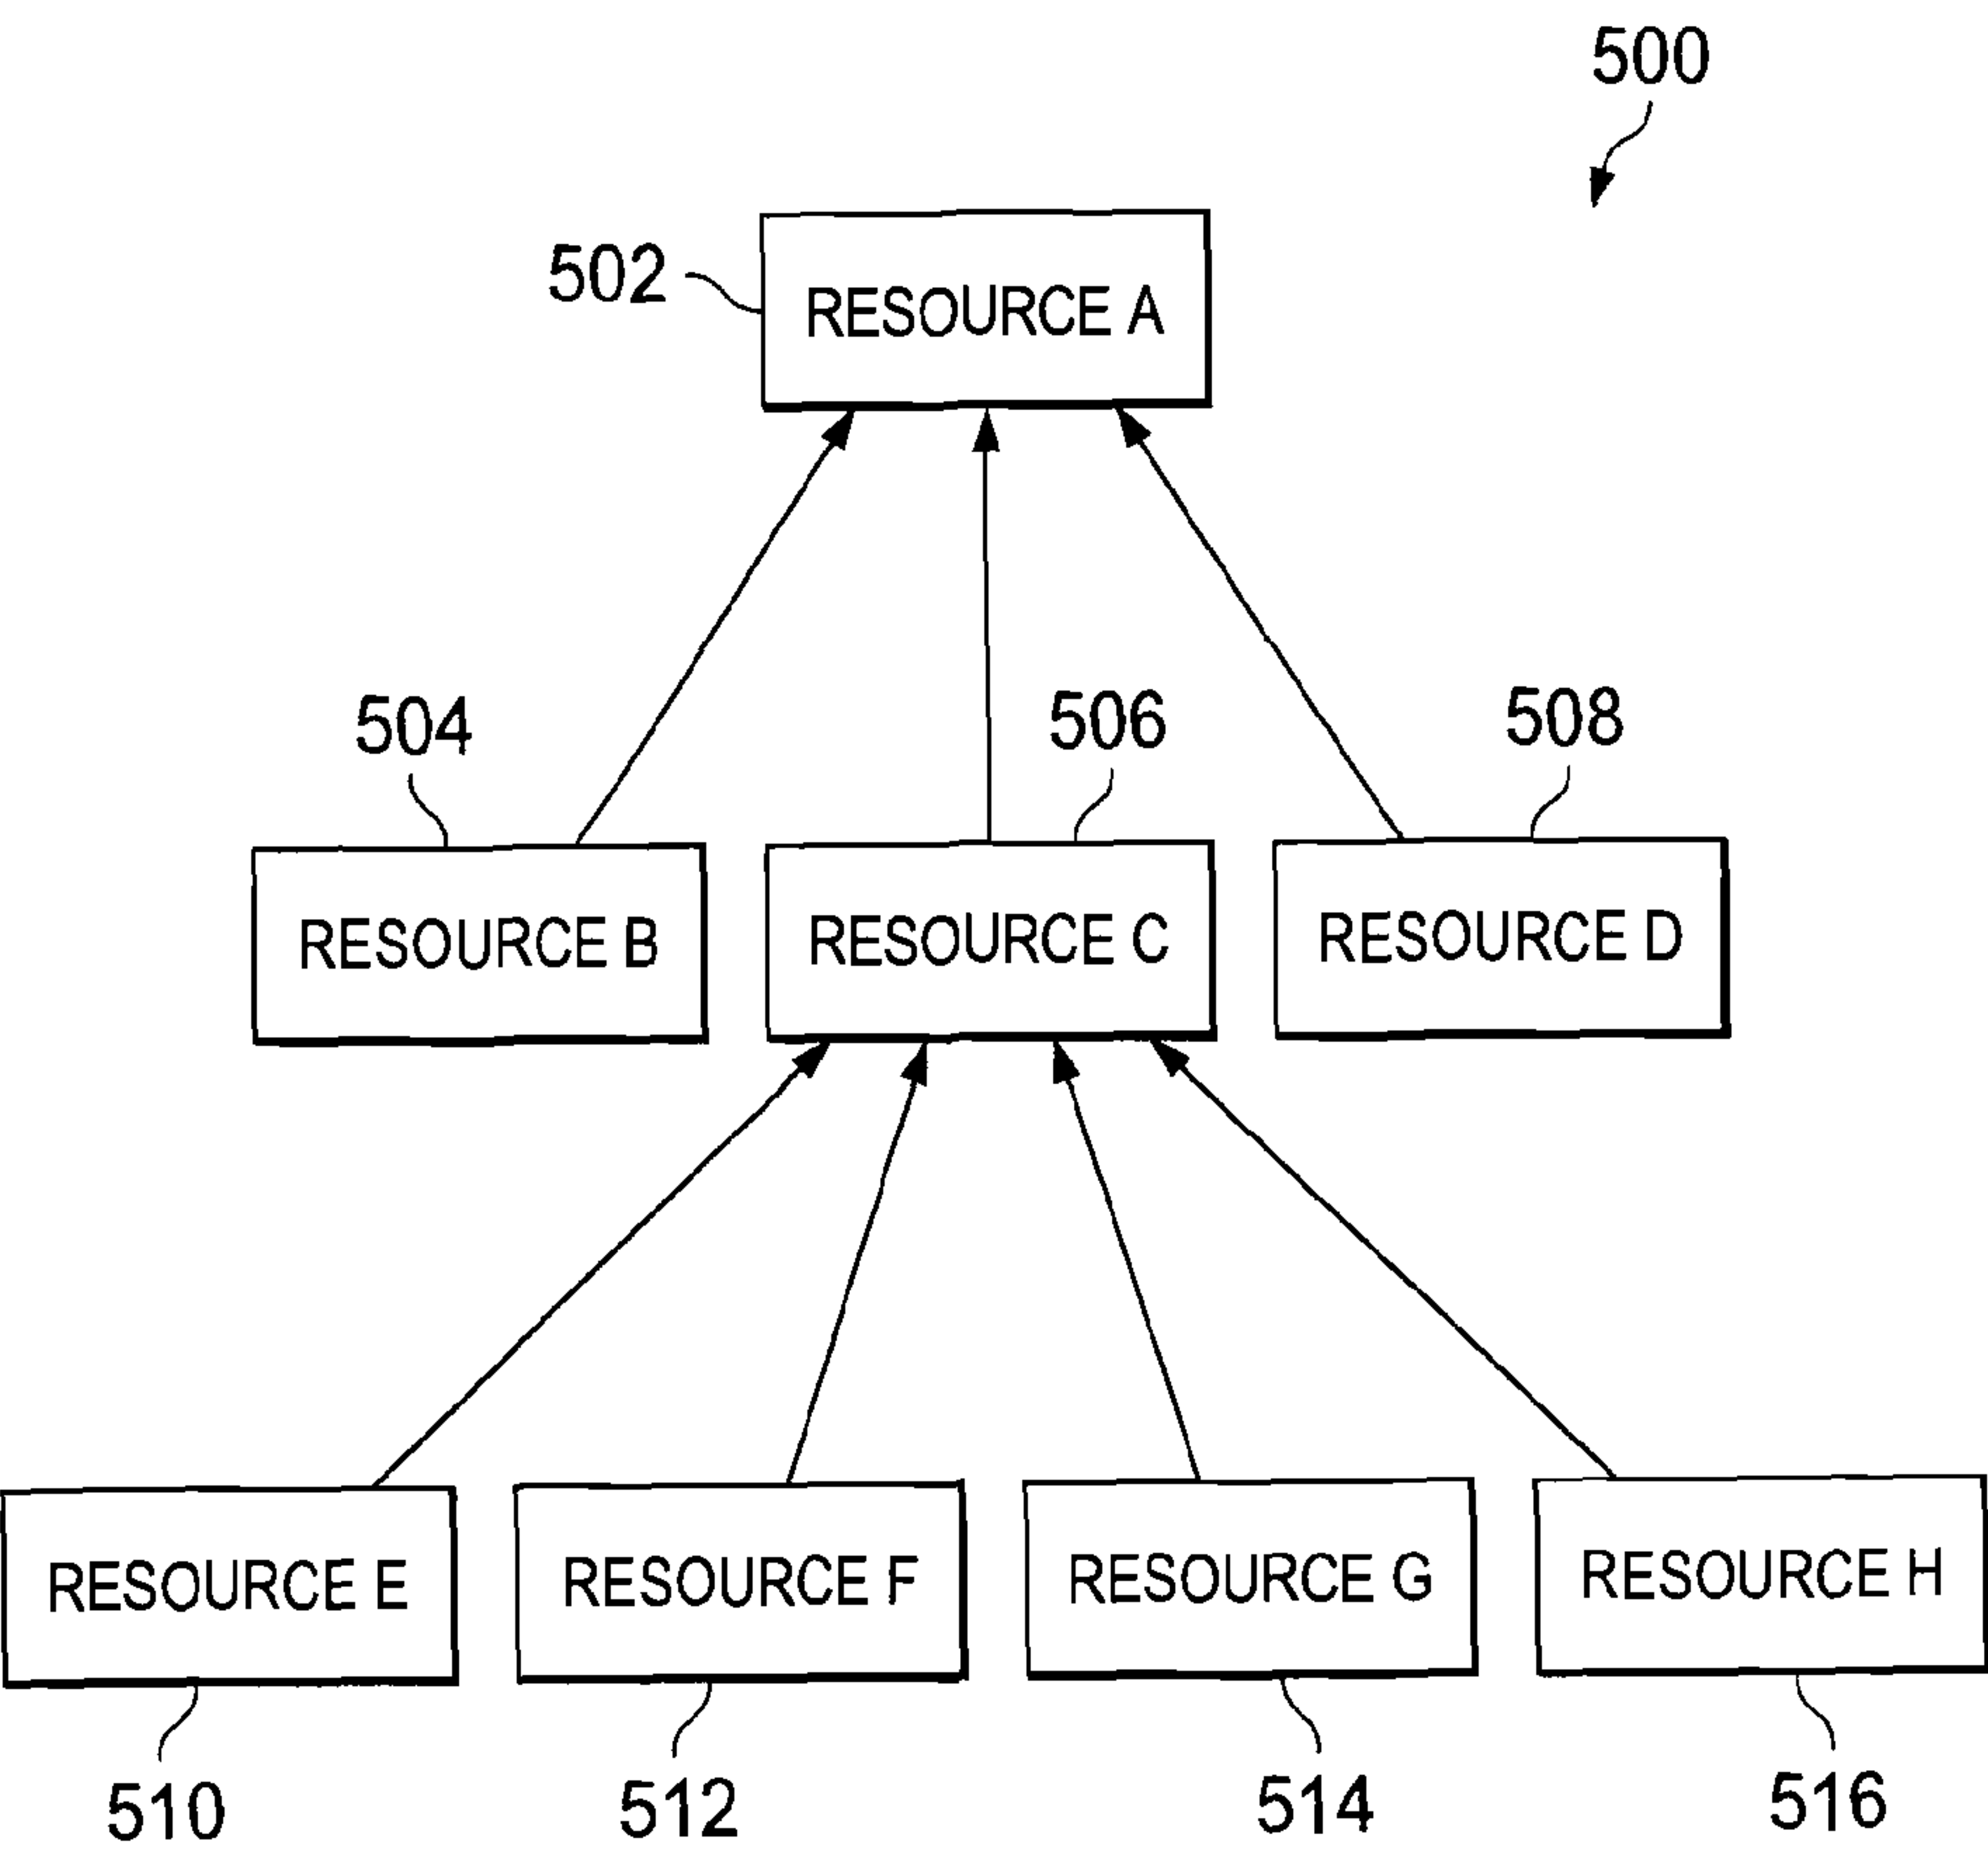 500
502
RESOURCE A
504
506
508
RESOURCE B
RESOURCE C
RESOURCE D
RESOURCE E
RESOURCE F
RESOURCE G
RESOURCE H
510
512
514
516